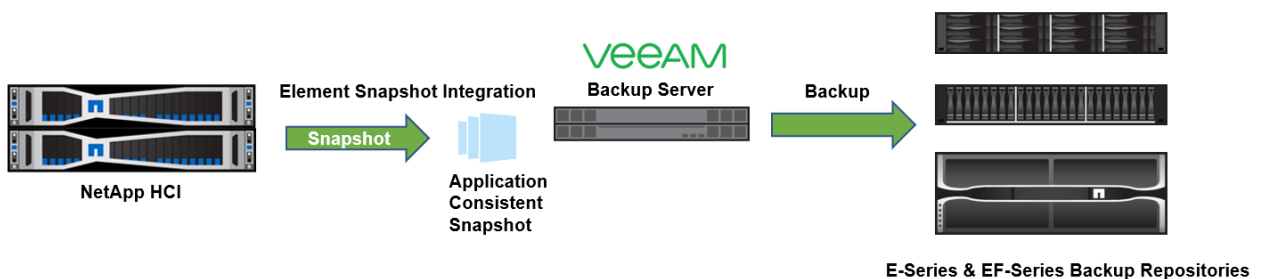 NetApp HCI
Element Snapshot Integration
Snapshot
Application
Consistent
Snapshot
veeAM
Backup Server
Backup
E-Series & EF-Series Backup Repositories